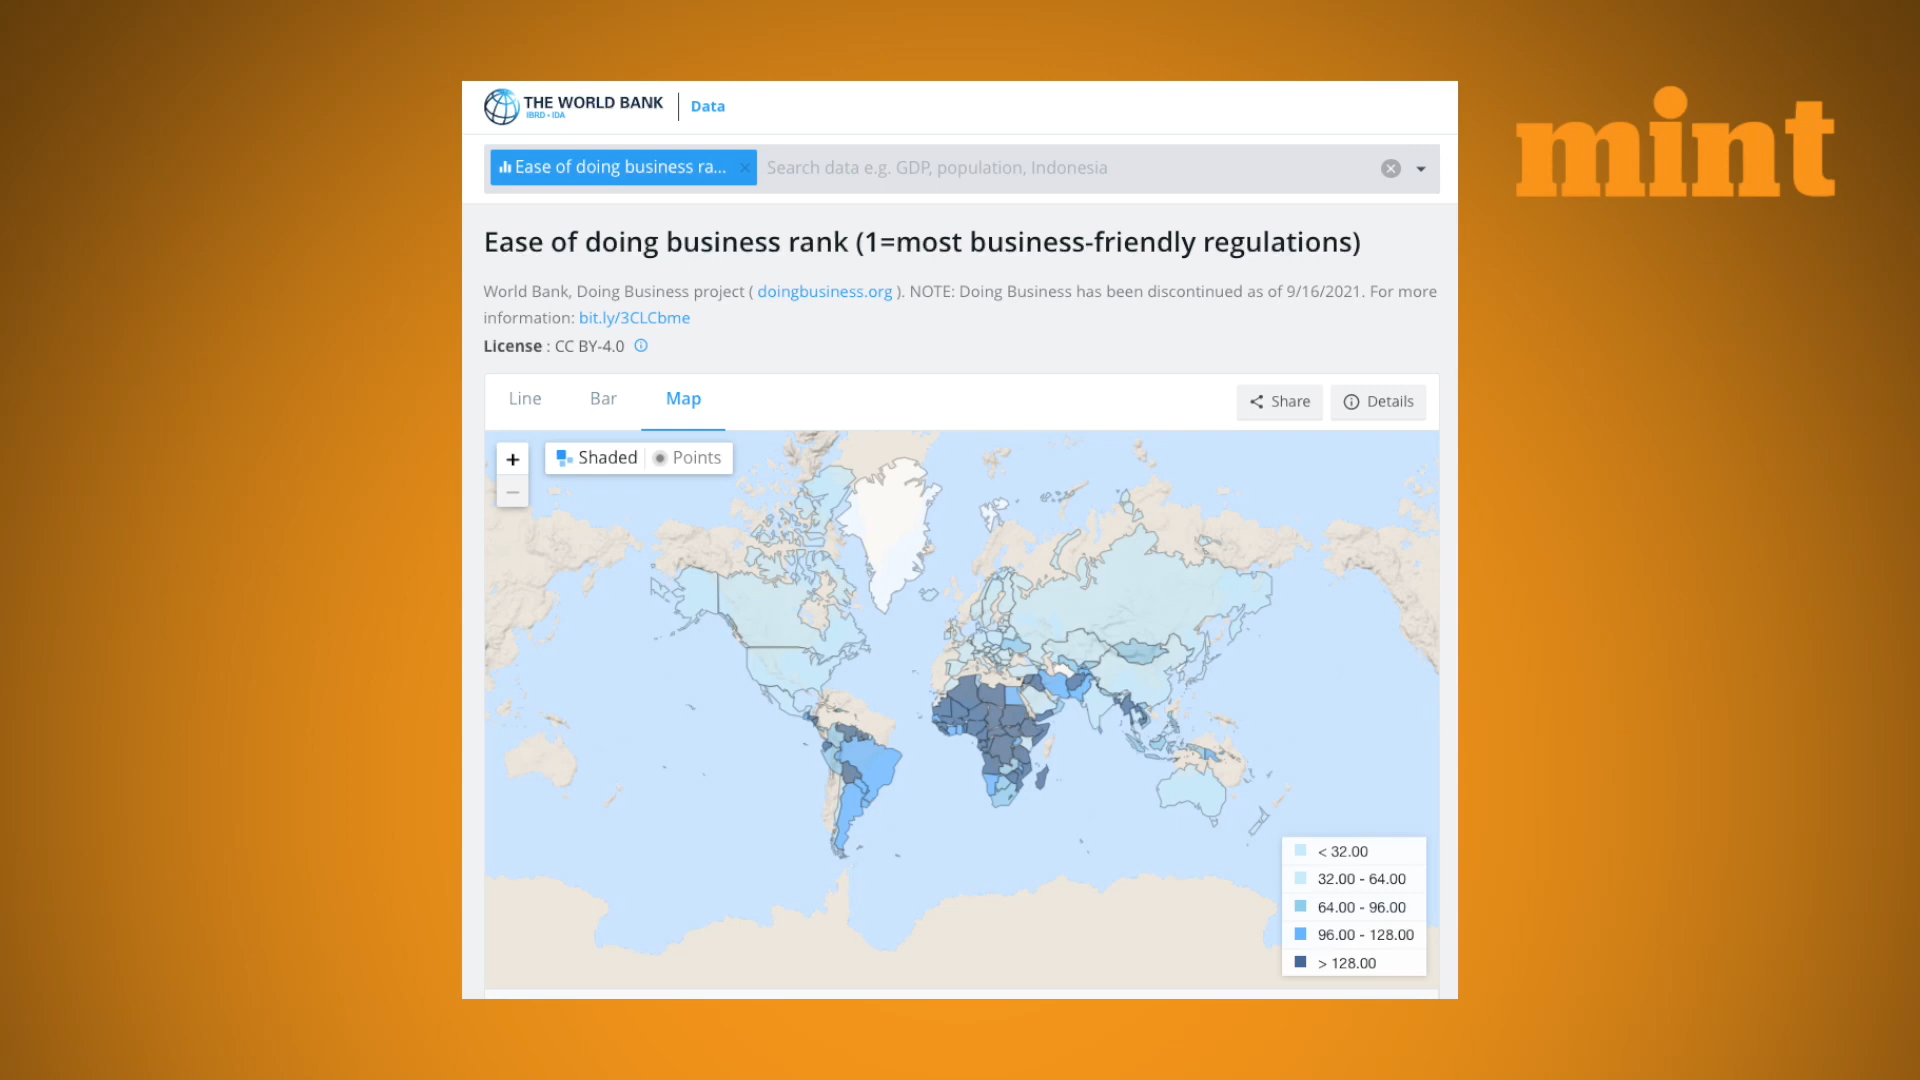 THE WORLD BANK
IBRD • IDA
Data
mint
Ease of doing business ra...
Search data e.g. GDP, population, Indonesia
Ease of doing business rank (1=most business-friendly regulations)
World Bank, Doing Business project ( doingbusiness.org ). NOTE: Doing Business has been discontinued as of 9/16/2021. For more
information: bit.ly/3CLCbme
License : CC BY-4.0
Line Bar Map
Share
Details
+
−
Shaded
Points
< 32.00
32.00 - 64.00
64.00 - 96.00
96.00 - 128.00
> 128.00